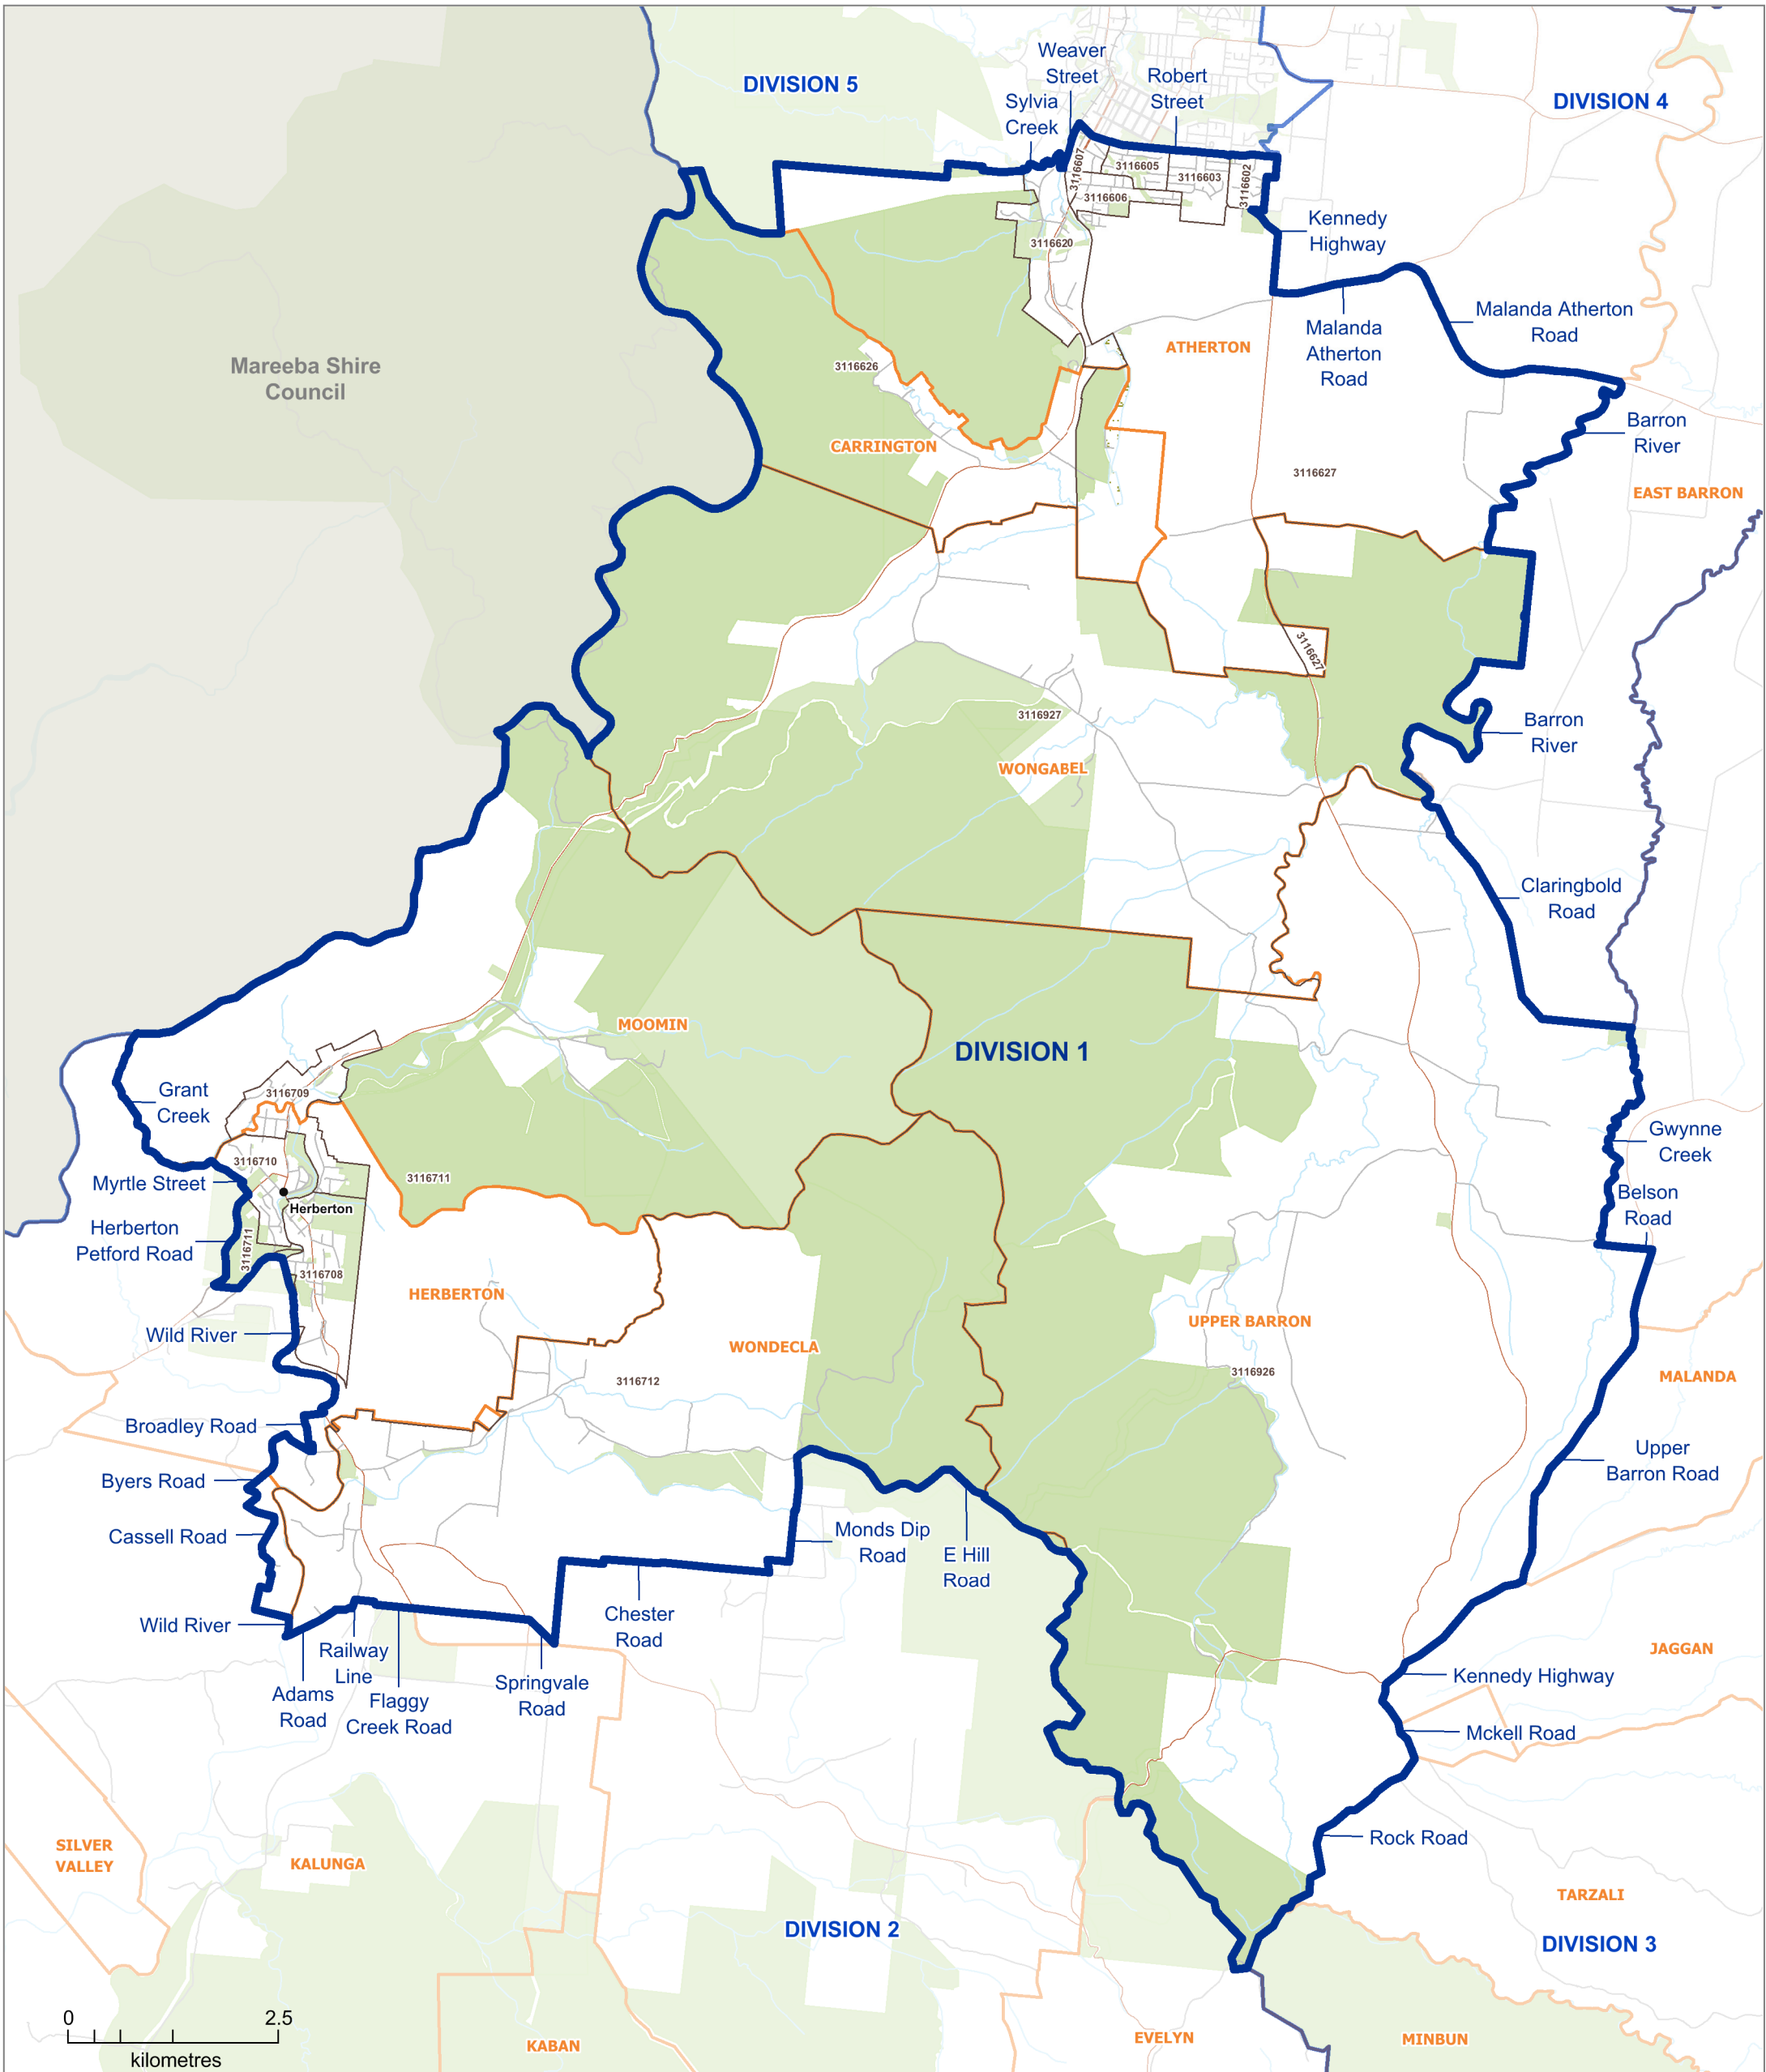 Weaver
Street
DIVISION 5
Robert
Street
DIVISION 4
Sylvia
Creek
3116607
3116605
3116603
3116602
3116606
Kennedy
Highway
3116620
Malanda Atherton
Road
Malanda
Atherton
Road
ATHERTON
Mareeba Shire
Council
3116626
CARRINGTON
Barron
River
3116627
EAST BARRON
3116627
3116927
Barron
River
WONGABEL
Claringbold
Road
MOOMIN
DIVISION 1
Grant
Creek
3116709
Gwynne
Creek
3116710
3116711
Myrtle Street
Herberton
Belson
Road
Herberton
Petford Road
3116711
3116708
HERBERTON
UPPER BARRON
Wild River
WONDECLA
3116712
3116926
MALANDA
Broadley Road
Upper
Barron Road
Byers Road
Cassell Road
Monds Dip
Road
E Hill
Road
Wild River
Chester
Road
Railway
Line
JAGGAN
Kennedy Highway
Adams
Road
Springvale
Road
Flaggy
Creek Road
Mckell Road
Rock Road
SILVER
VALLEY
KALUNGA
TARZALI
DIVISION 2
DIVISION 3
0 2.5
kilometres
KABAN
EVELYN
MINBUN